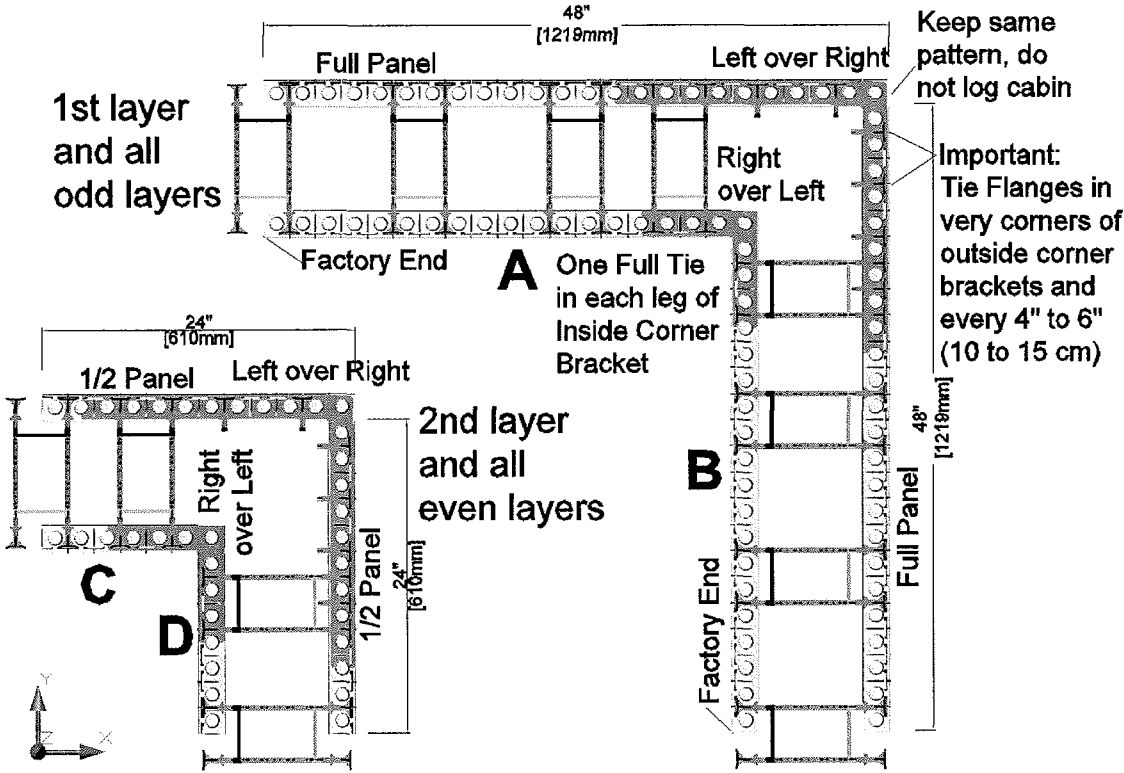 48"
[1219mm]
Full Panel
Left over Right
Keep same
pattern, do
not log cabin
1st layer
and all
odd layers
Right
over Left
Important:
Tie Flanges in
very corners of
outside corner
brackets and
every 4" to 6"
(10 to 15 cm)
Factory End
A
One Full Tie
in each leg of
Inside Corner
Bracket
48"
[1219mm]
Full Panel
B
Factory End
24"
[610mm]
1/2 Panel
Left over Right
2nd layer
and all
even layers
Right
over Left
C
D
1/2 Panel
24"
[610mm]
Y
Z
X